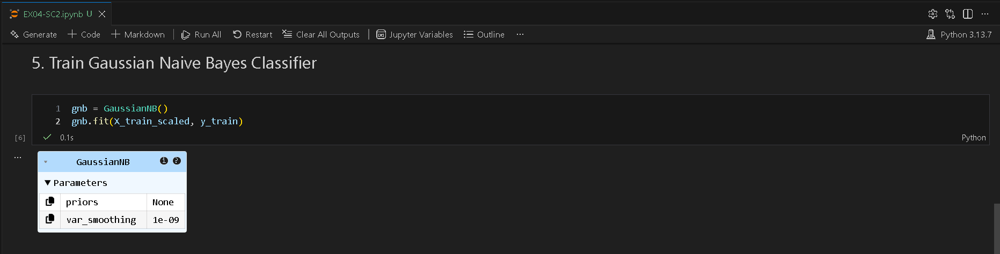 EX04-SC2.ipynb U
Generate Code Markdown Run All Restart Clear All Outputs Jupyter Variables Outline ... Python 3.13.7
5. Train Gaussian Naive Bayes Classifier
1 gnb = GaussianNB()
2 gnb.fit(X_train_scaled, y_train)
[6] 0.1s Python
...
GaussianNB i ?
Parameters
priors None
var_smoothing 1e-09